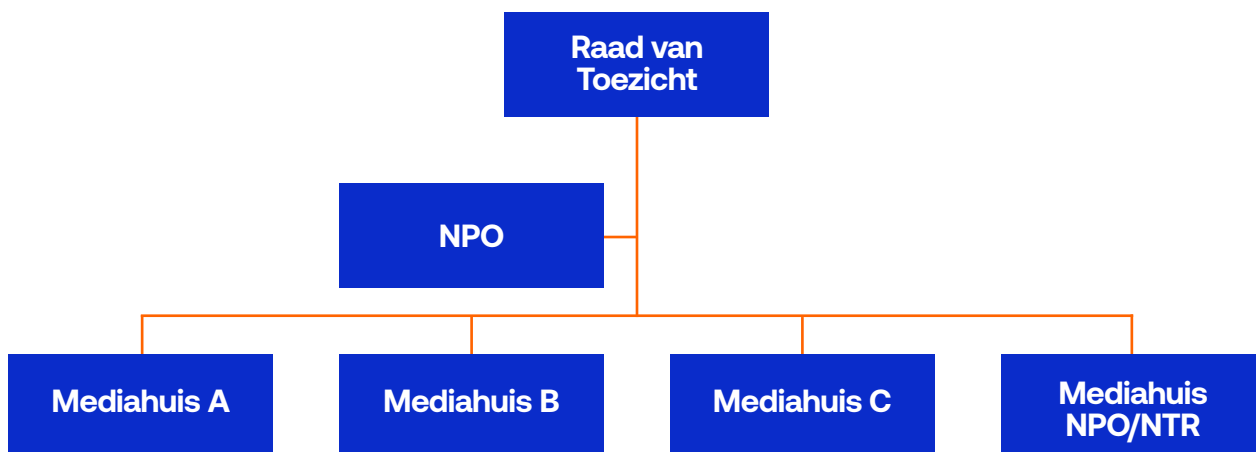 Raad van
Toezicht
NPO
Mediahuis A
Mediahuis B
Mediahuis C
Mediahuis
NPO/NTR